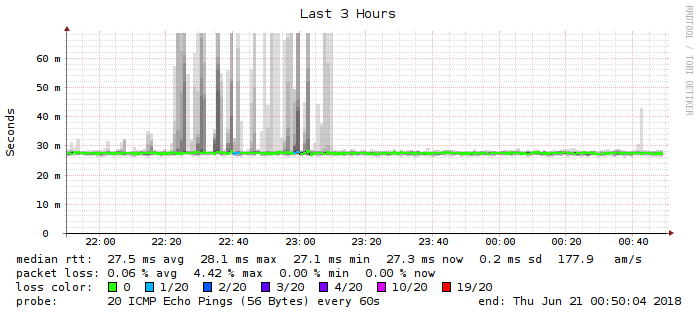 Last 3 Hours
RRDTOOL / TOBI OETIKER
Seconds
60 m
50 m
40 m
30 m
20 m
10 m
0
22:00 22:20 22:40 23:00 23:20 23:40 00:00 00:20 00:40
median rtt: 27.5 ms avg 28.1 ms max 27.1 ms min 27.3 ms now 0.2 ms sd 177.9 am/s
packet loss: 0.06 % avg 4.42 % max 0.00 % min 0.00 % now
loss color: 0 1/20 2/20 3/20 4/20 10/20 19/20
probe: 20 ICMP Echo Pings (56 Bytes) every 60s end: Thu Jun 21 00:50:04 2018